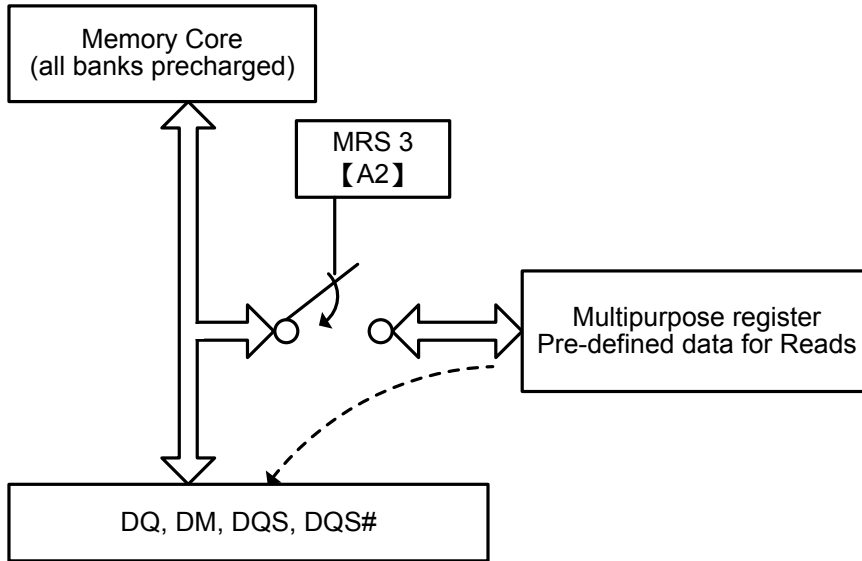 Memory Core
(all banks precharged)
MRS 3
【A2】
Multipurpose register
Pre-defined data for Reads
DQ, DM, DQS, DQS#